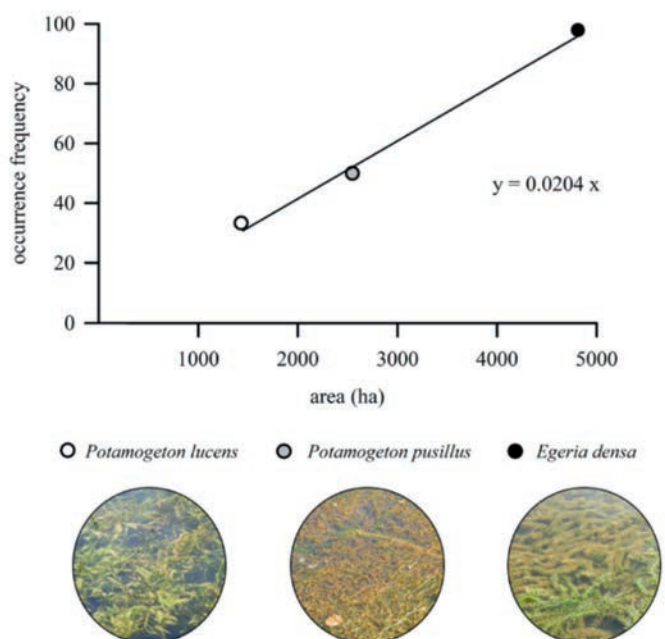 100
80
60
40
20
0
occurrence frequency
y = 0.0204 x
1000 2000 3000 4000 5000
area (ha)
Potamogeton lucens Potamogeton pusillus Egeria densa